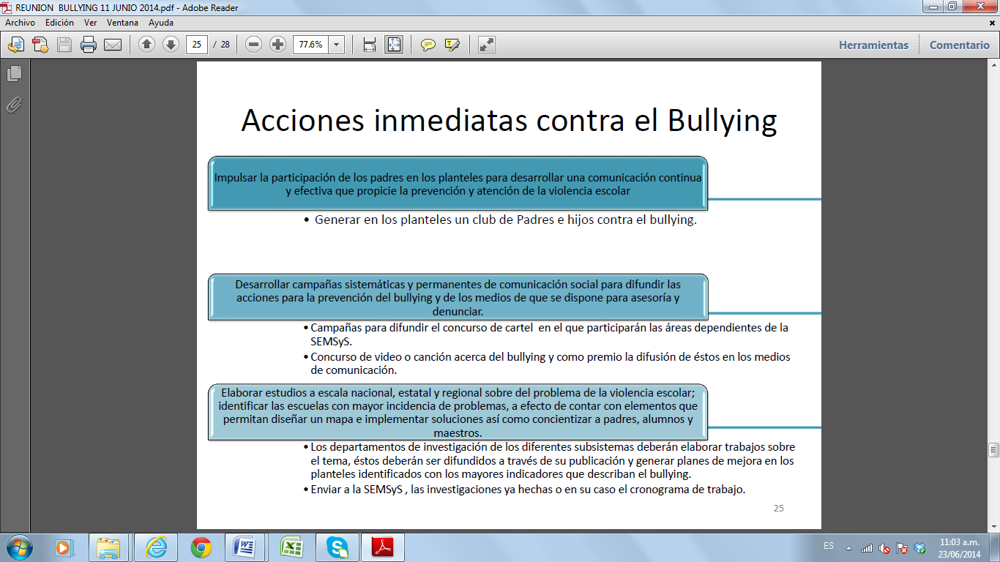 REUNION BULLYING 11 JUNIO 2014.pdf - Adobe Reader
Archivo Edición Ver Ventana Ayuda
25 / 28 77.6% Herramientas Comentario
Acciones inmediatas contra el Bullying
Impulsar la participación de los padres en los planteles para desarrollar una comunicación continua
y efectiva que propicie la prevención y atención de la violencia escolar
• Generar en los planteles un club de Padres e hijos contra el bullying.
Desarrollar campañas sistemáticas y permanentes de comunicación social para difundir las
acciones para la prevención del bullying y de los medios de que se dispone para asesoría y
denunciar.
• Campañas para difundir el concurso de cartel en el que participarán las áreas dependientes de la
SEMSyS.
• Concurso de video o canción acerca del bullying y como premio la difusión de éstos en los medios
de comunicación.
Elaborar estudios a escala nacional, estatal y regional sobre del problema de la violencia escolar;
identificar las escuelas con mayor incidencia de problemas, a efecto de contar con elementos que
permitan diseñar un mapa e implementar soluciones así como concientizar a padres, alumnos y
maestros.
• Los departamentos de investigación de los diferentes subsistemas deberán elaborar trabajos sobre
el tema, éstos deberán ser difundidos a través de su publicación y generar planes de mejora en los
planteles identificados con los mayores indicadores que describan el bullying.
• Enviar a la SEMSyS , las investigaciones ya hechas o en su caso el cronograma de trabajo.
25
ES 11:03 a.m.
23/06/2014